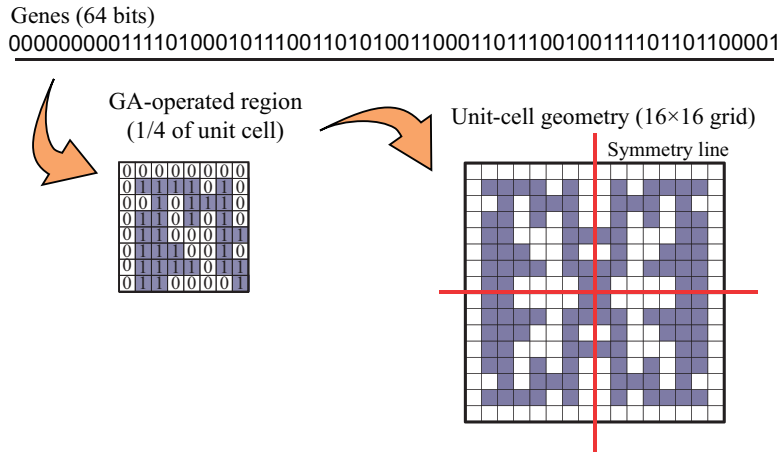 Genes (64 bits)
0000000001111010001011100110101001100011011100100111101101100001
GA-operated region
(1/4 of unit cell)
0 0 0 0 0 0 0 0
0 1 1 1 1 0 1 0
0 0 1 0 1 1 1 0
0 1 1 0 1 0 1 0
0 1 1 0 0 0 1 1
0 1 1 1 0 0 1 0
0 1 1 1 1 0 1 1
0 1 1 0 0 0 0 1
Unit-cell geometry (16×16 grid)
Symmetry line